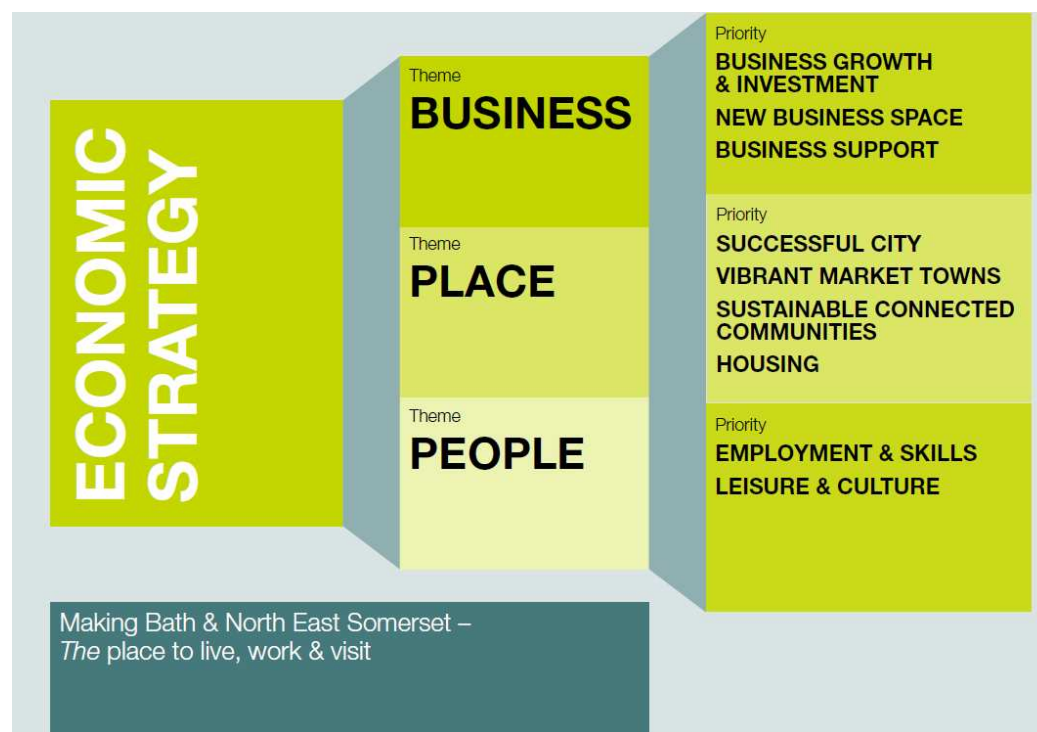 ECONOMIC
STRATEGY
Theme
BUSINESS
Theme
PLACE
Theme
PEOPLE
Priority
BUSINESS GROWTH
& INVESTMENT
NEW BUSINESS SPACE
BUSINESS SUPPORT
Priority
SUCCESSFUL CITY
VIBRANT MARKET TOWNS
SUSTAINABLE CONNECTED
COMMUNITIES
HOUSING
Priority
EMPLOYMENT & SKILLS
LEISURE & CULTURE
Making Bath & North East Somerset –
The place to live, work & visit